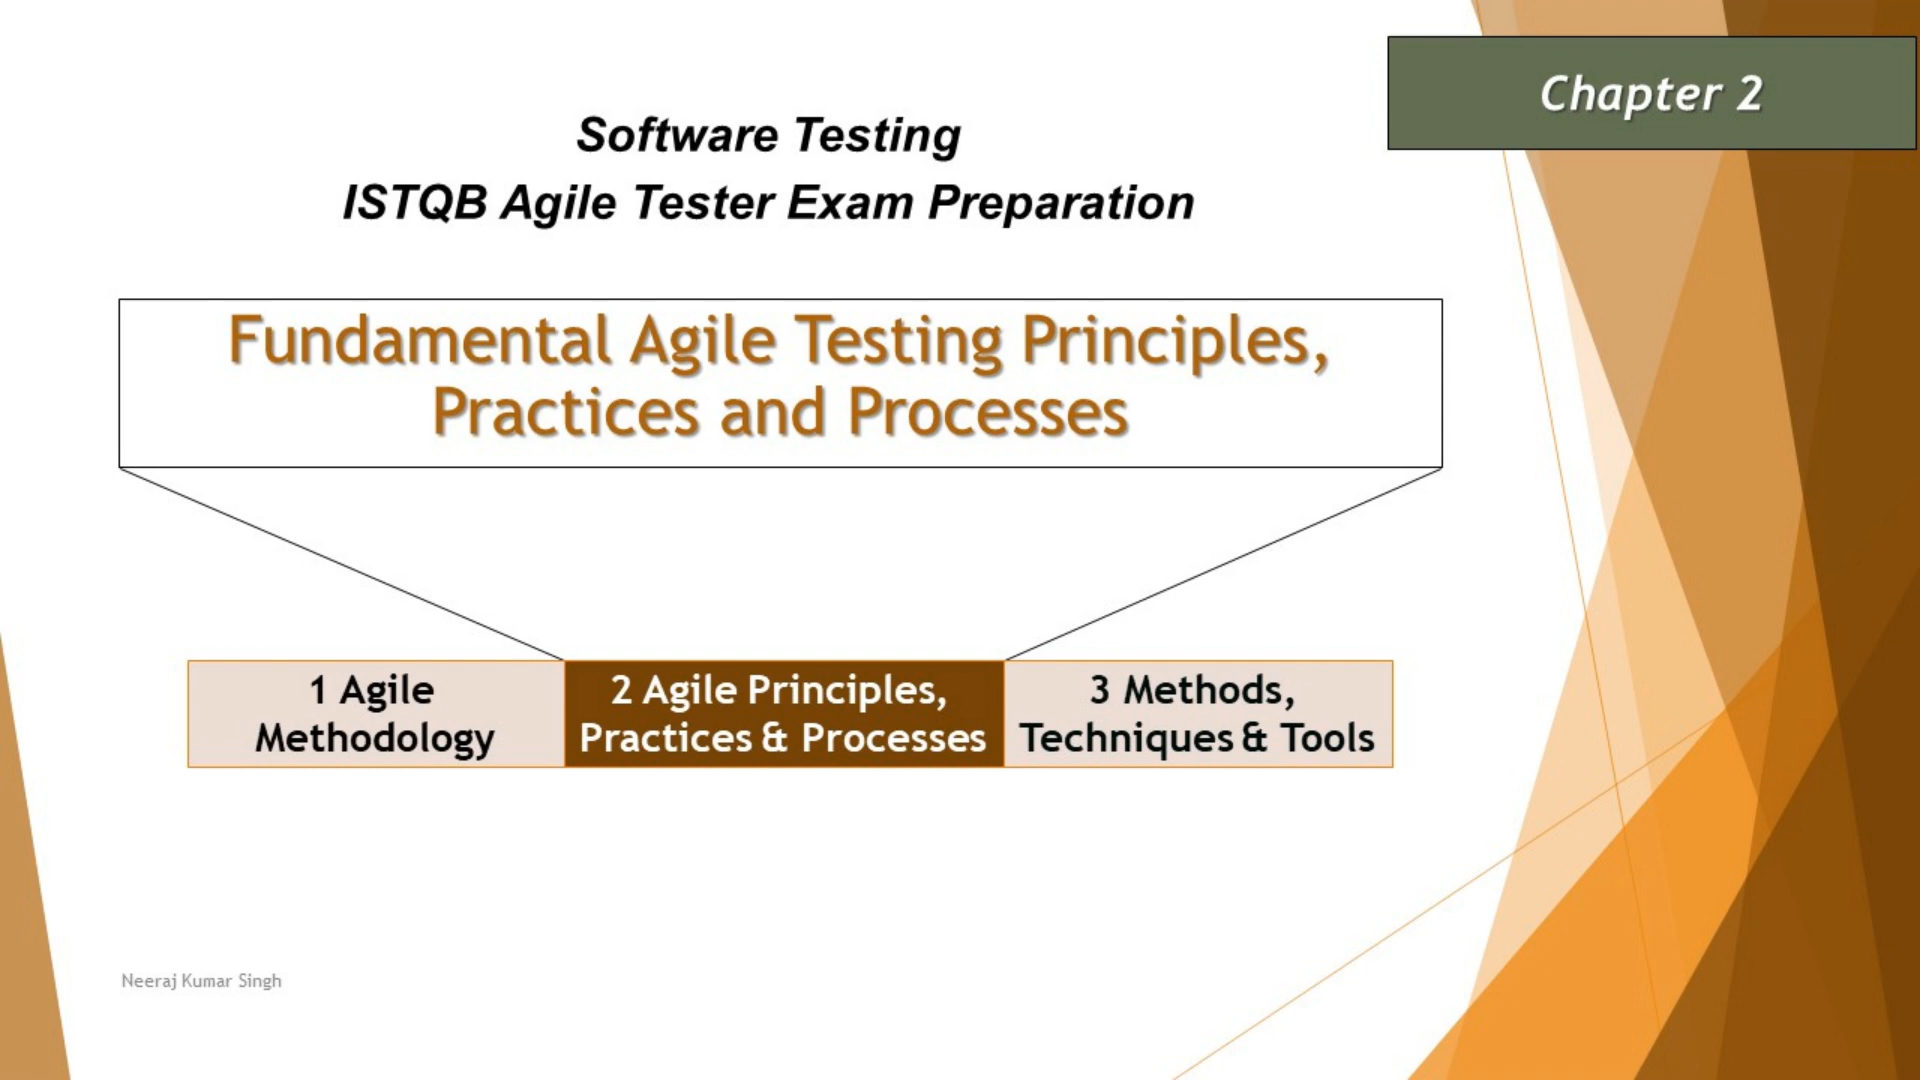 Chapter 2
Software Testing
ISTQB Agile Tester Exam Preparation
Fundamental Agile Testing Principles,
Practices and Processes
1 Agile
Methodology
2 Agile Principles,
Practices & Processes
3 Methods,
Techniques & Tools
Neeraj Kumar Singh